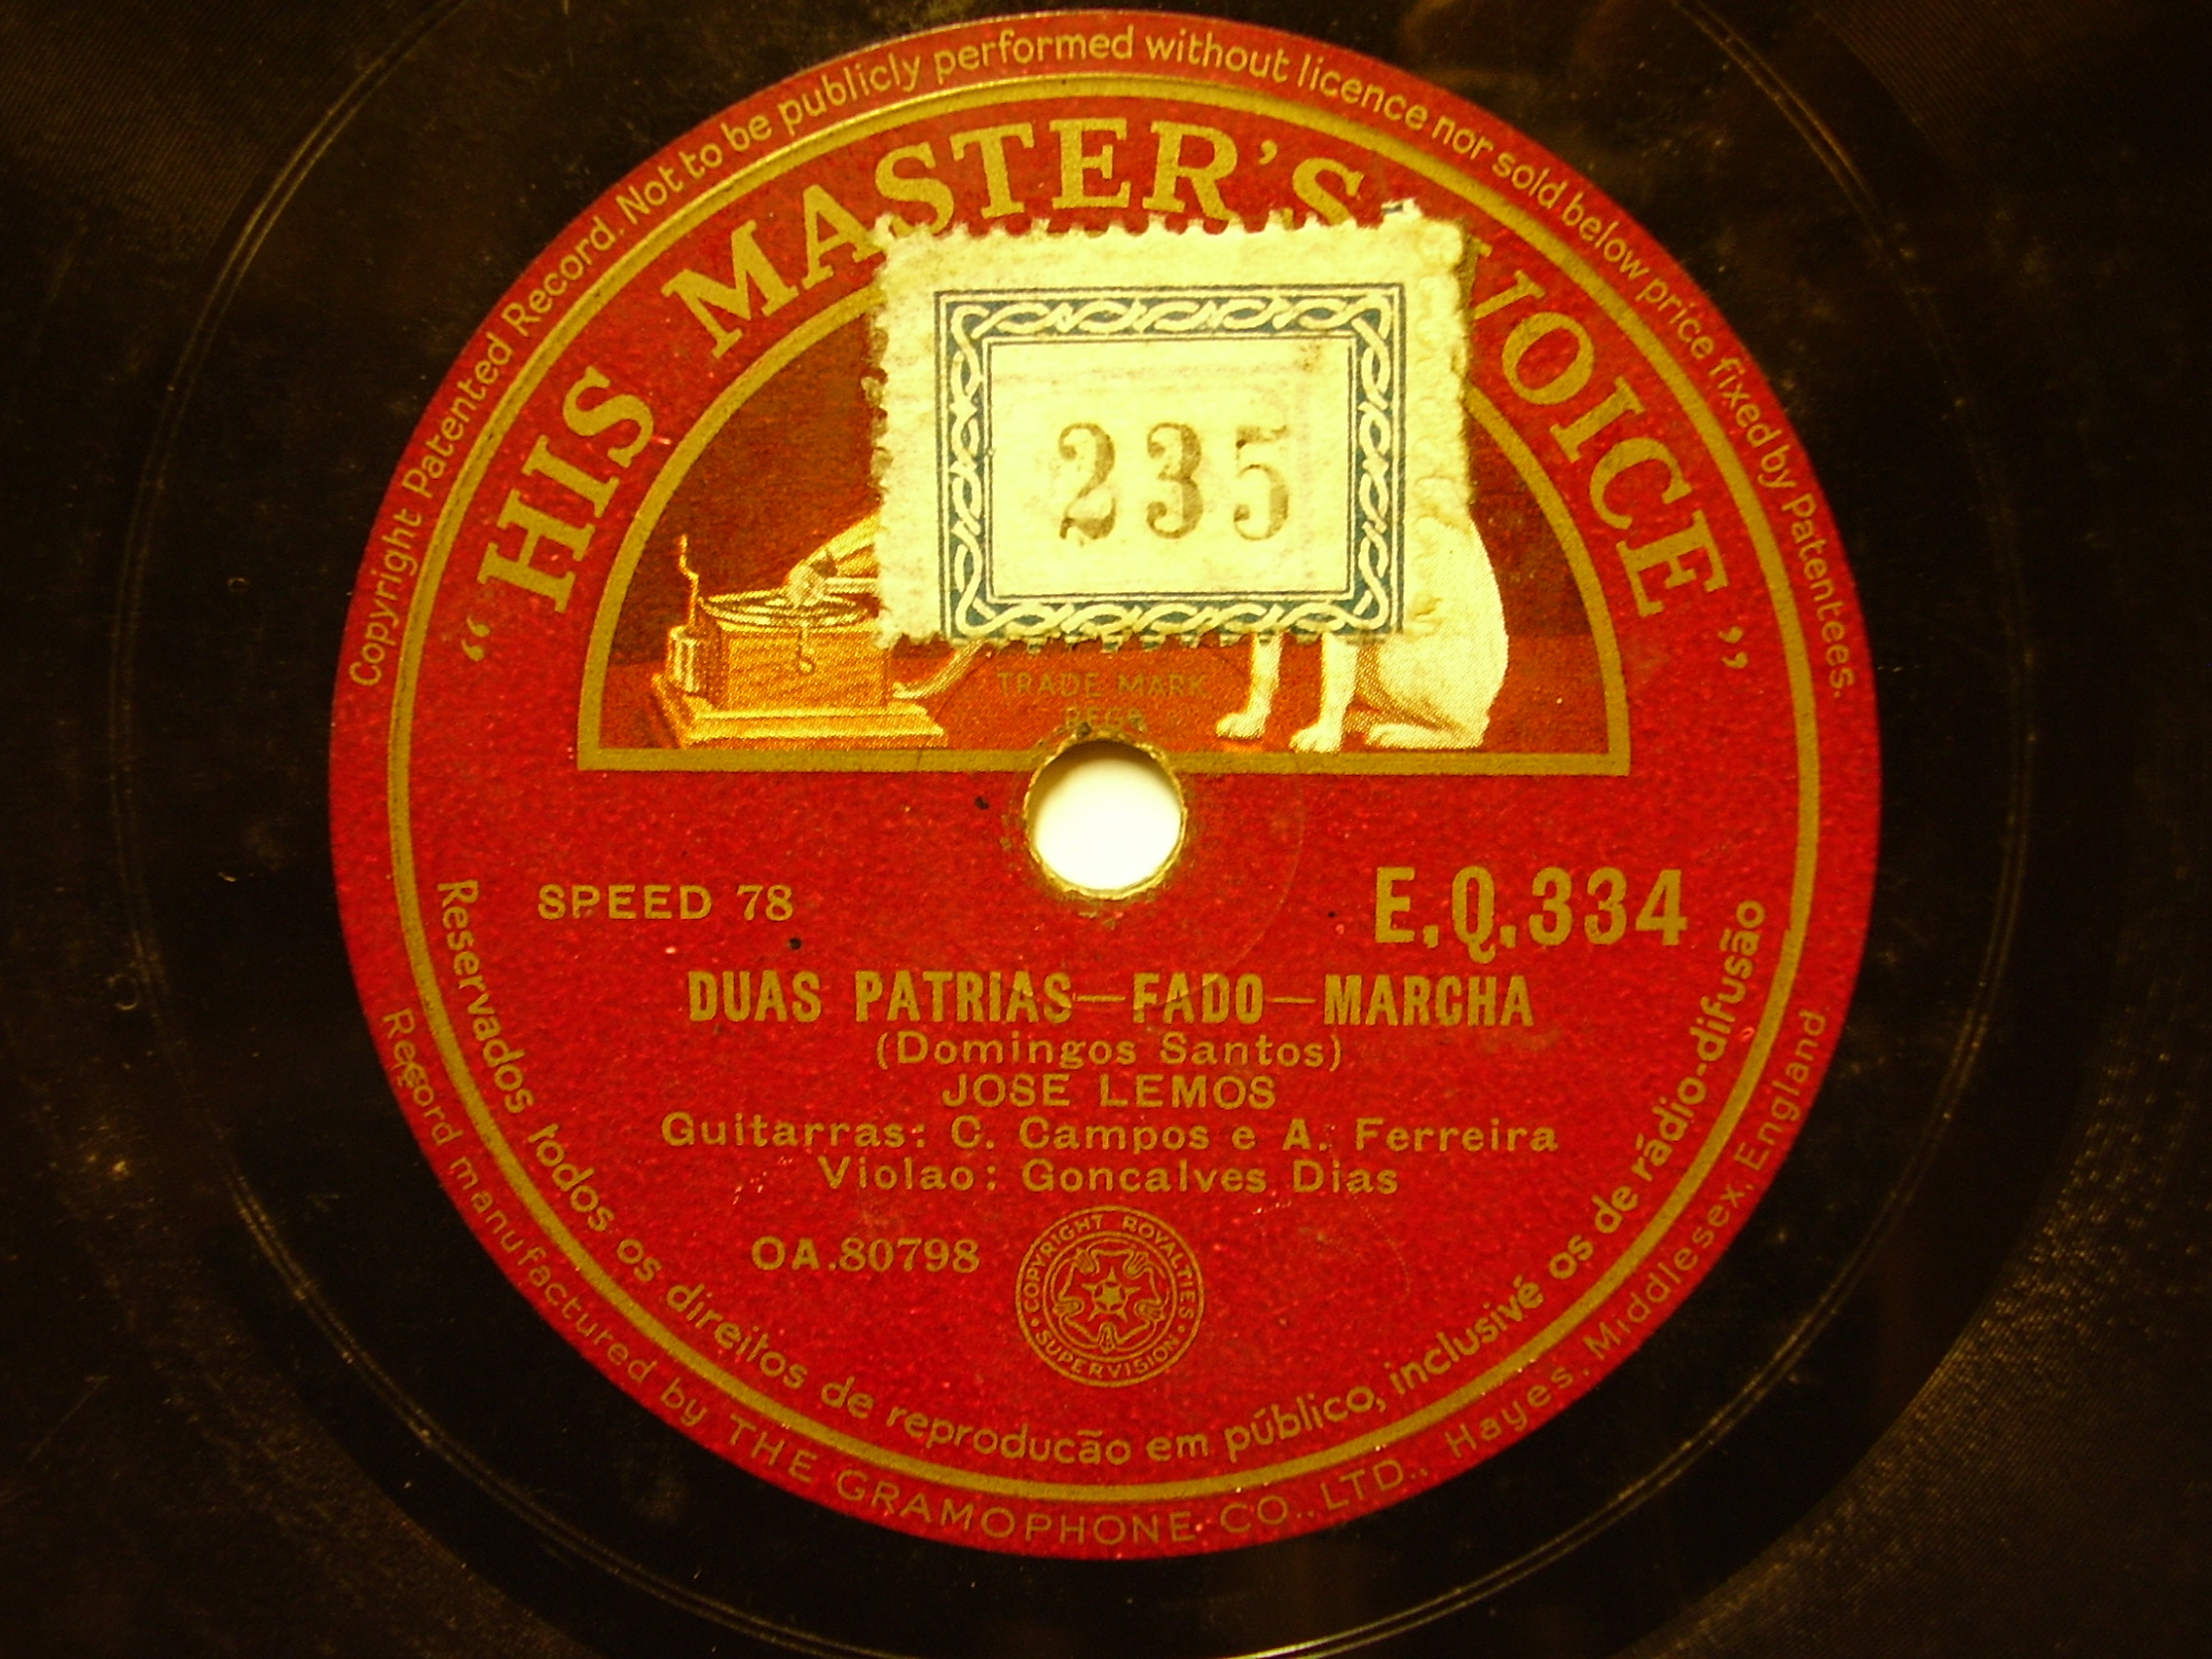 Copyright Patented Record. Not to be publicly performed without licence nor sold below price fixed by Patentees.
“HIS MASTER'S VOICE”
235
TRADE MARK
REGD
SPEED 78
E.Q.334
DUAS PATRIAS—FADO—MARCHA
(Domingos Santos)
JOSE LEMOS
Guitarras: C. Campos e A. Ferreira
Violao: Goncalves Dias
OA.80798
COPYRIGHT ROYALTIES
SUPERVISION
Reservados todos os direitos de reproducão em público, inclusivé os de rádio-difusão
Record manufactured by THE GRAMOPHONE CO., LTD., Hayes, Middlesex, England